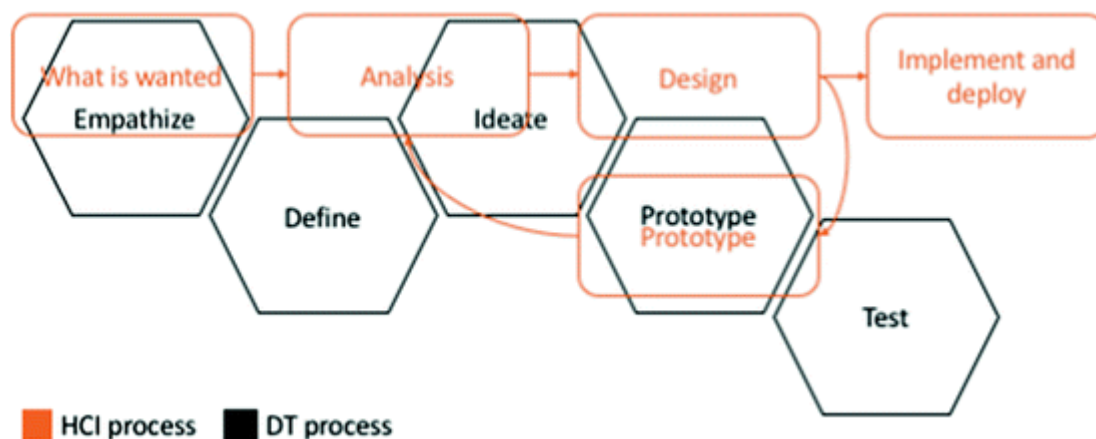 What is wanted
Empathize
Analysis
Ideate
Design
Implement and
deploy
Define
Prototype
Prototype
Test
HCI process
DT process